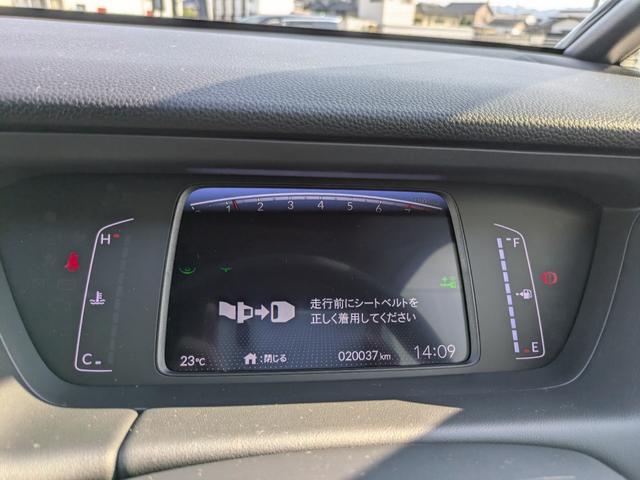 1 2 3 4 5 6 7
H
C
F
E
走行前にシートベルトを
正しく着用してください
23℃
:閉じる
020037 km
14:09